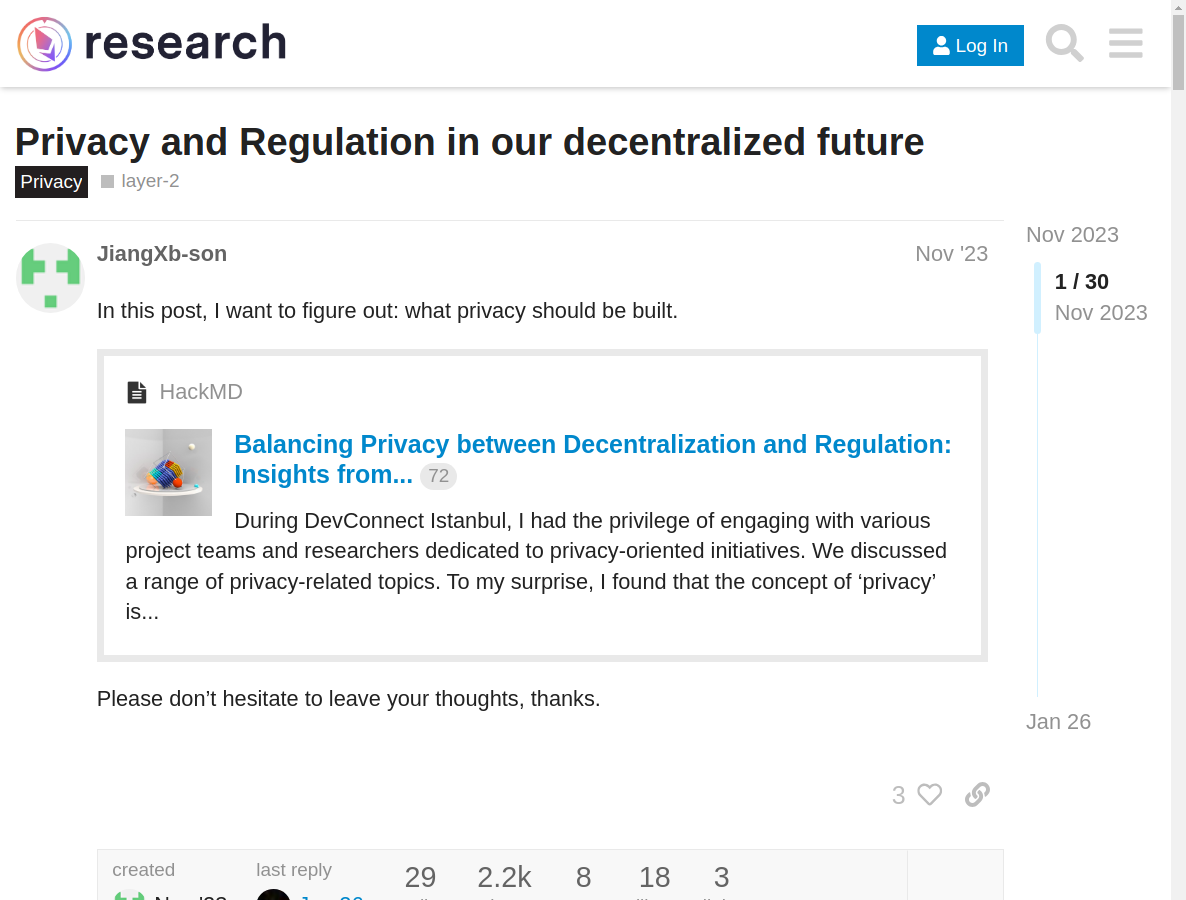 research
Log In
Privacy and Regulation in our decentralized future
Privacy layer-2
Nov 2023
JiangXb-son Nov '23
1 / 30
Nov 2023
In this post, I want to figure out: what privacy should be built.
HackMD
Balancing Privacy between Decentralization and Regulation:
Insights from... 72
During DevConnect Istanbul, I had the privilege of engaging with various
project teams and researchers dedicated to privacy-oriented initiatives. We discussed
a range of privacy-related topics. To my surprise, I found that the concept of ‘privacy’
is...
Please don’t hesitate to leave your thoughts, thanks.
Jan 26
3
created last reply 29 2.2k 8 18 3